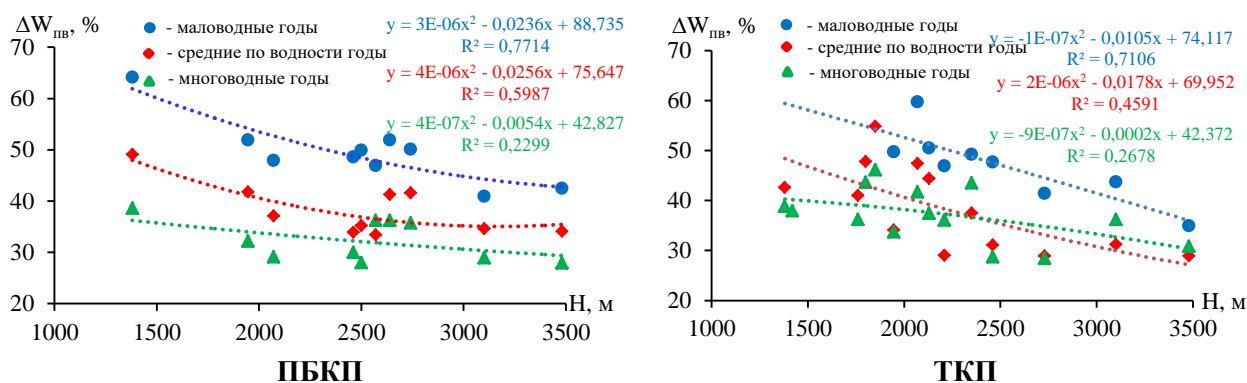 ΔWпв, %
- маловодные годы
- средние по водности годы
- многоводные годы
y = 3E-06x² - 0,0236x + 88,735
R² = 0,7714
y = 4E-06x² - 0,0256x + 75,647
R² = 0,5987
y = 4E-07x² - 0,0054x + 42,827
R² = 0,2299
70
60
50
40
30
20
H, м
1000 1500 2000 2500 3000 3500
ПБКП
ΔWпв, %
- маловодные годы
- средние по водности годы
- многоводные годы
y = -1E-07x² - 0,0105x + 74,117
R² = 0,7106
y = 2E-06x² - 0,0178x + 69,952
R² = 0,4591
y = -9E-07x² - 0,0002x + 42,372
R² = 0,2678
70
60
50
40
30
20
H, м
1000 1500 2000 2500 3000 3500
ТКП